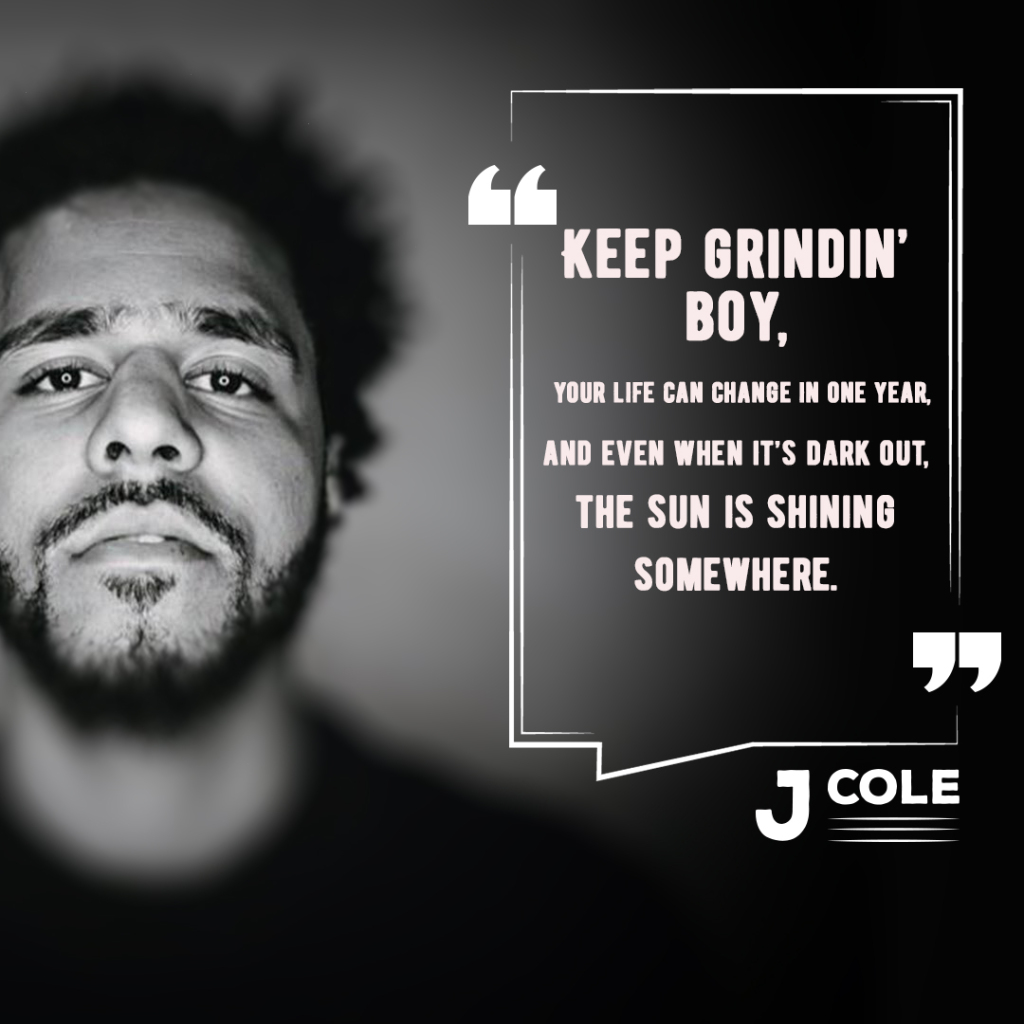 “
KEEP GRINDIN’
BOY,
YOUR LIFE CAN CHANGE IN ONE YEAR,
AND EVEN WHEN IT’S DARK OUT,
THE SUN IS SHINING
SOMEWHERE.
”
J COLE